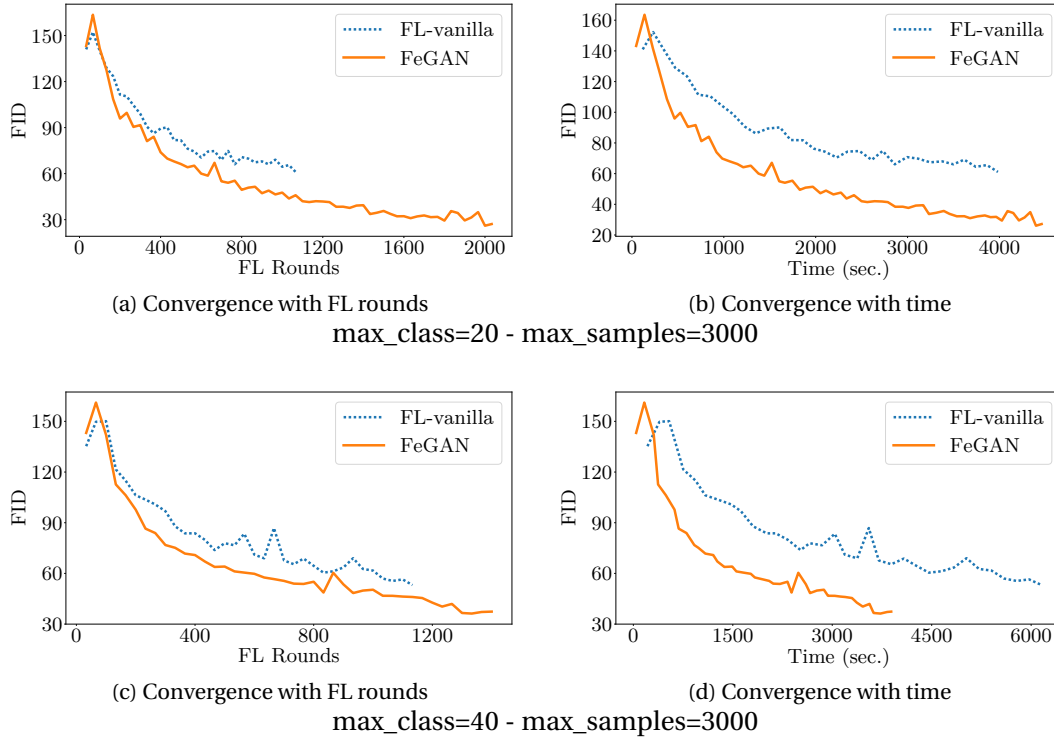 150
120
90
60
30
FID
FL-vanilla
FeGAN
0 400 800 1200 1600 2000
FL Rounds
(a) Convergence with FL rounds
160
140
120
100
80
60
40
20
FID
FL-vanilla
FeGAN
0 1000 2000 3000 4000
Time (sec.)
(b) Convergence with time
max_class=20 - max_samples=3000
150
120
90
60
30
FID
FL-vanilla
FeGAN
0 400 800 1200
FL Rounds
(c) Convergence with FL rounds
150
120
90
60
30
FID
FL-vanilla
FeGAN
0 1500 3000 4500 6000
Time (sec.)
(d) Convergence with time
max_class=40 - max_samples=3000